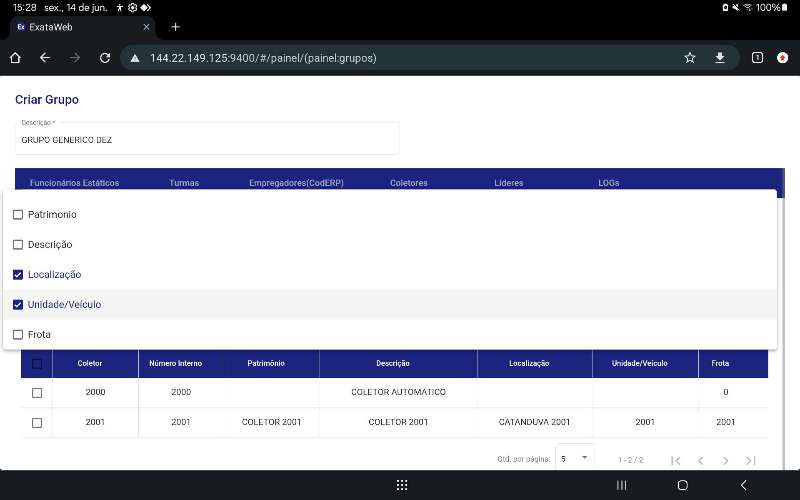 15:28 sex., 14 de jun. 100%
ExataWeb
144.22.149.125:9400/#/painel/(painel:grupos) 1
Criar Grupo
Descrição *
GRUPO GENERICO DEZ
Funcionários Estáticos Turmas Empregadores(CodERP) Coletores Líderes LOGs
Patrimonio
Descrição
Localização
Unidade/Veículo
Frota
Coletor Número Interno Patrimônio Descrição Localização Unidade/Veículo Frota
2000 2000 COLETOR AUTOMATICO 0
2001 2001 COLETOR 2001 COLETOR 2001 CATANDUVA 2001 2001 2001
Qtd. por página: 5 1 - 2 / 2